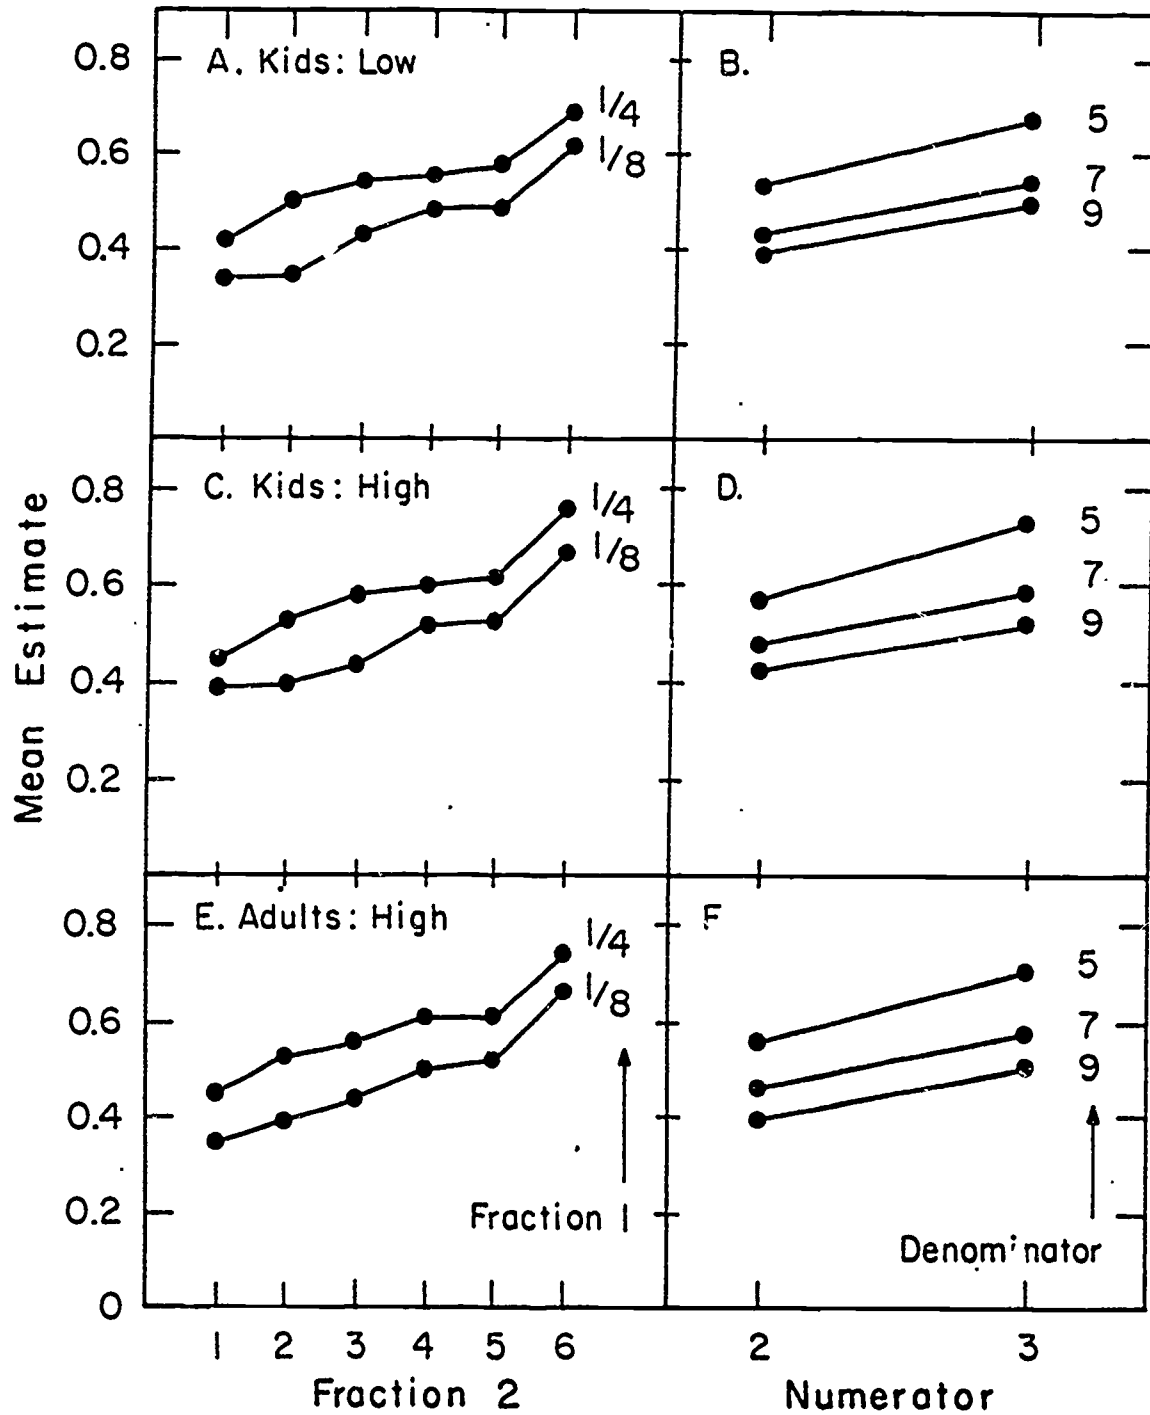 0.8
A. Kids: Low
B.
1/4
5
0.6
1/8
7
9
0.4
0.2
0.8
C. Kids: High
D.
1/4
5
1/8
0.6
7
9
0.4
0.2
Mean Estimate
0.8
E. Adults: High
F
1/4
5
1/8
0.6
7
9
0.4
0.2
Fraction 1
Denominator
0
1 2 3 4 5 6
2 3
Fraction 2
Numerator